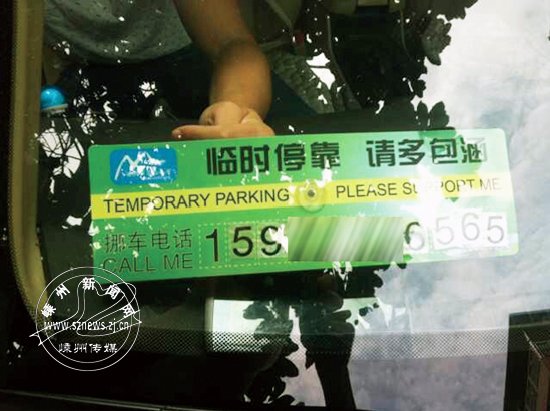 临时停靠 请多包涵
TEMPORARY PARKING PLEASE SUPPORT ME
挪车电话 159 6565
CALL ME
嵊州新闻网
www.sznews.zj.cn
嵊州传媒